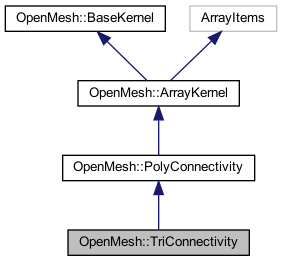 OpenMesh::BaseKernel
ArrayItems
OpenMesh::ArrayKernel
OpenMesh::PolyConnectivity
OpenMesh::TriConnectivity